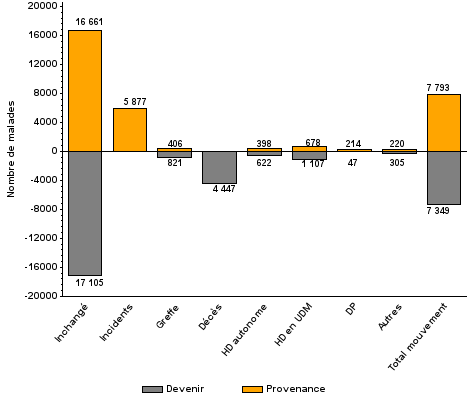 20000
16000
12000
8000
4000
0
-4000
-8000
-12000
-16000
-20000
Nombre de malades
16 661
5 877
406
398
678
214
220
7 793
821
4 447
622
1 107
47
305
7 349
17 105
Inchangé
Incidents
Greffe
Décès
HD autonome
HD en UDM
DP
Autres
Total mouvement
Devenir Provenance